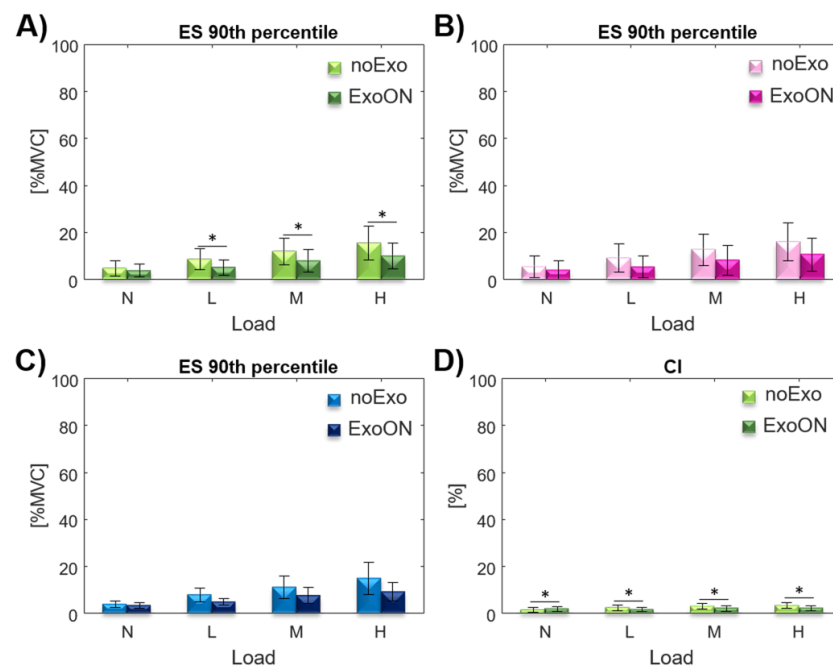 A)
ES 90th percentile
100
80
60
40
20
0
[%MVC]
noExo
ExoON
*
*
*
N L M H
Load
B)
ES 90th percentile
100
80
60
40
20
0
[%MVC]
noExo
ExoON
N L M H
Load
C)
ES 90th percentile
100
80
60
40
20
0
[%MVC]
noExo
ExoON
N L M H
Load
D)
CI
100
80
60
40
20
0
[%]
noExo
ExoON
* * * *
N L M H
Load